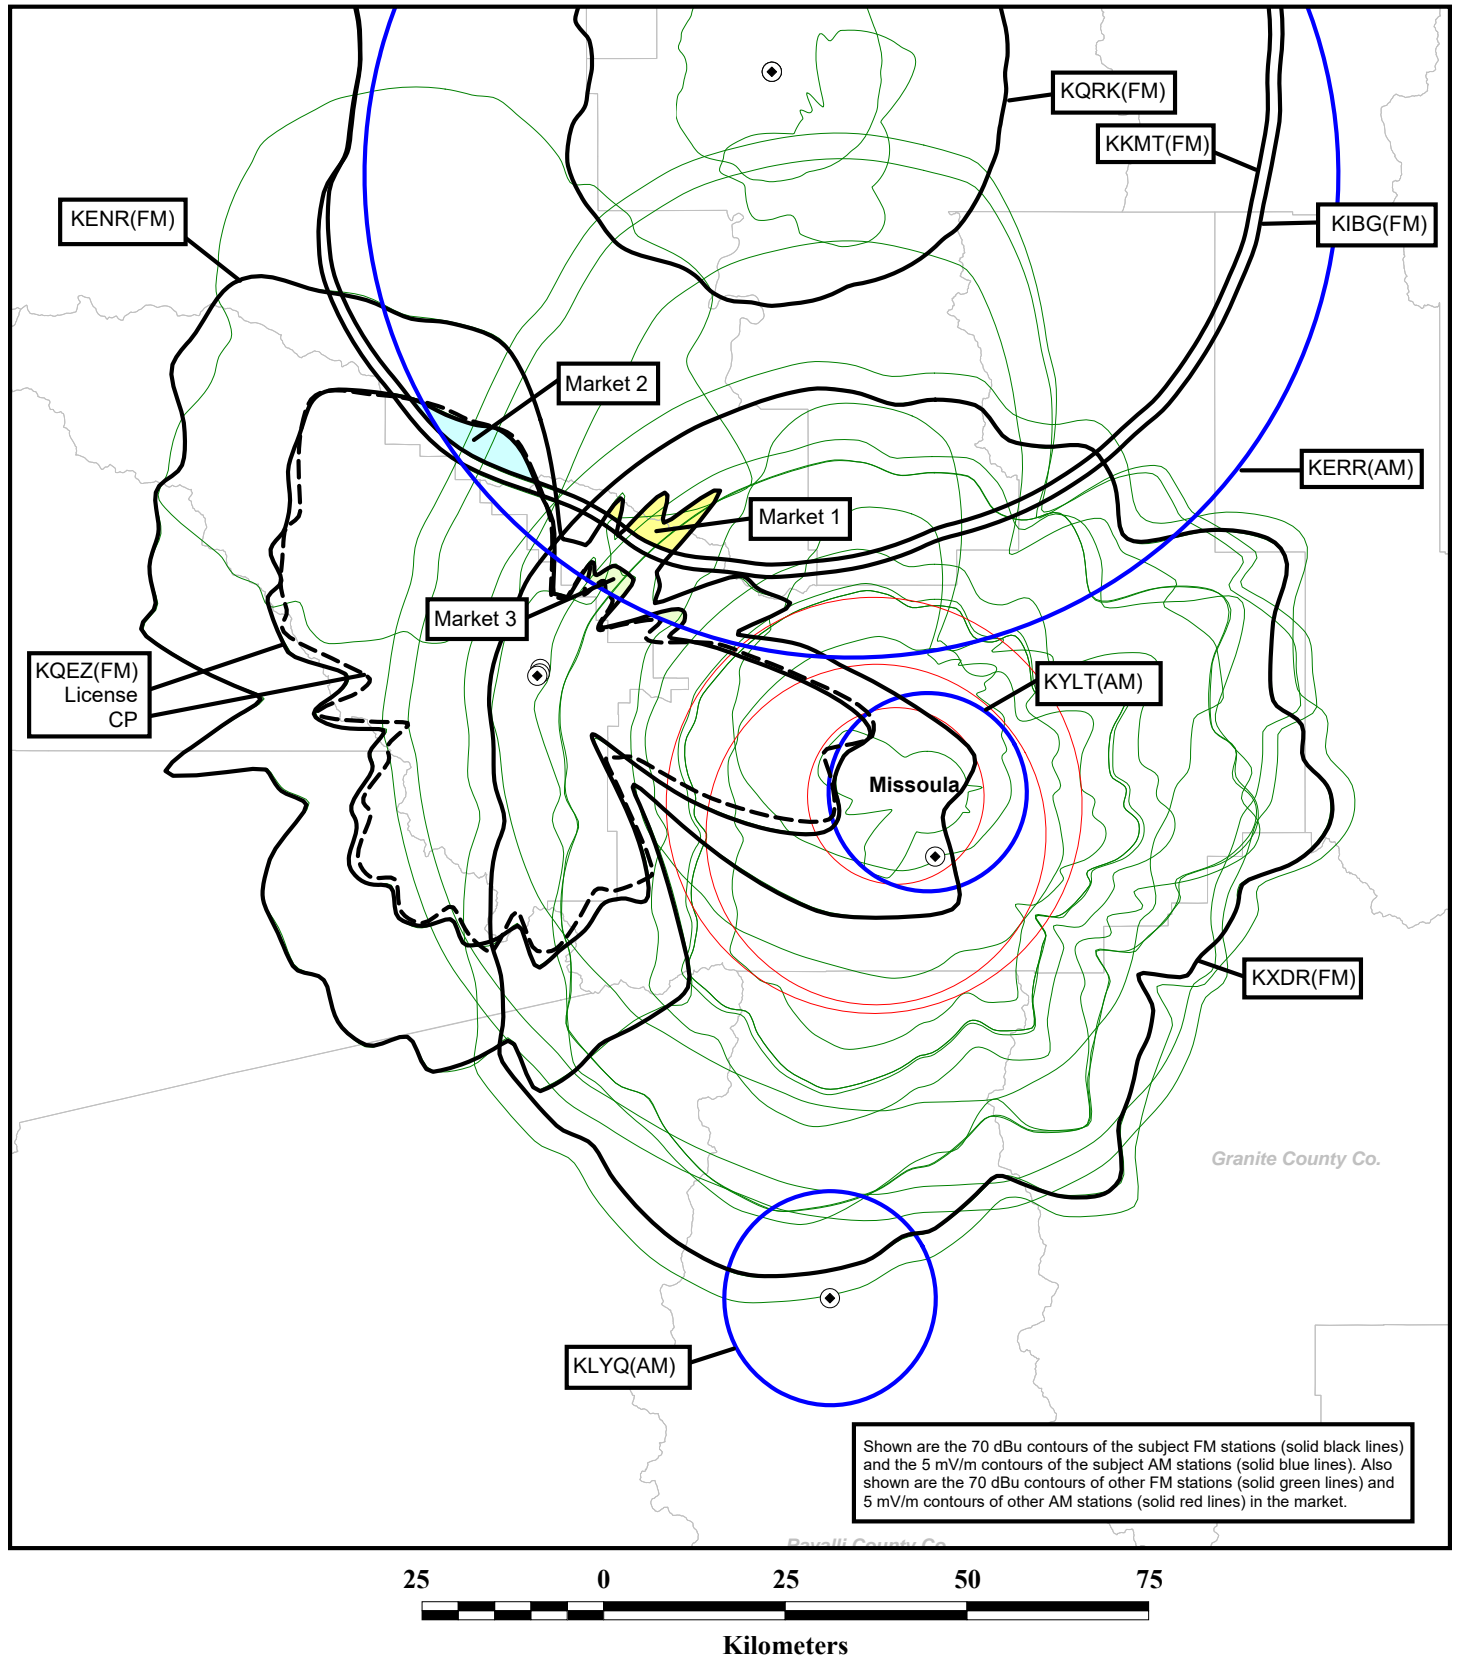 KQRK(FM)
KKMT(FM)
KENR(FM)
KIBG(FM)
Market 2
KERR(AM)
Market 1
Market 3
KQEZ(FM)
License
CP
KYLT(AM)
Missoula
KXDR(FM)
Granite County Co.
KLYQ(AM)
Shown are the 70 dBu contours of the subject FM stations (solid black lines)
and the 5 mV/m contours of the subject AM stations (solid blue lines). Also
shown are the 70 dBu contours of other FM stations (solid green lines) and
5 mV/m contours of other AM stations (solid red lines) in the market.
Ravalli County Co.
25 0 25 50 75
Kilometers